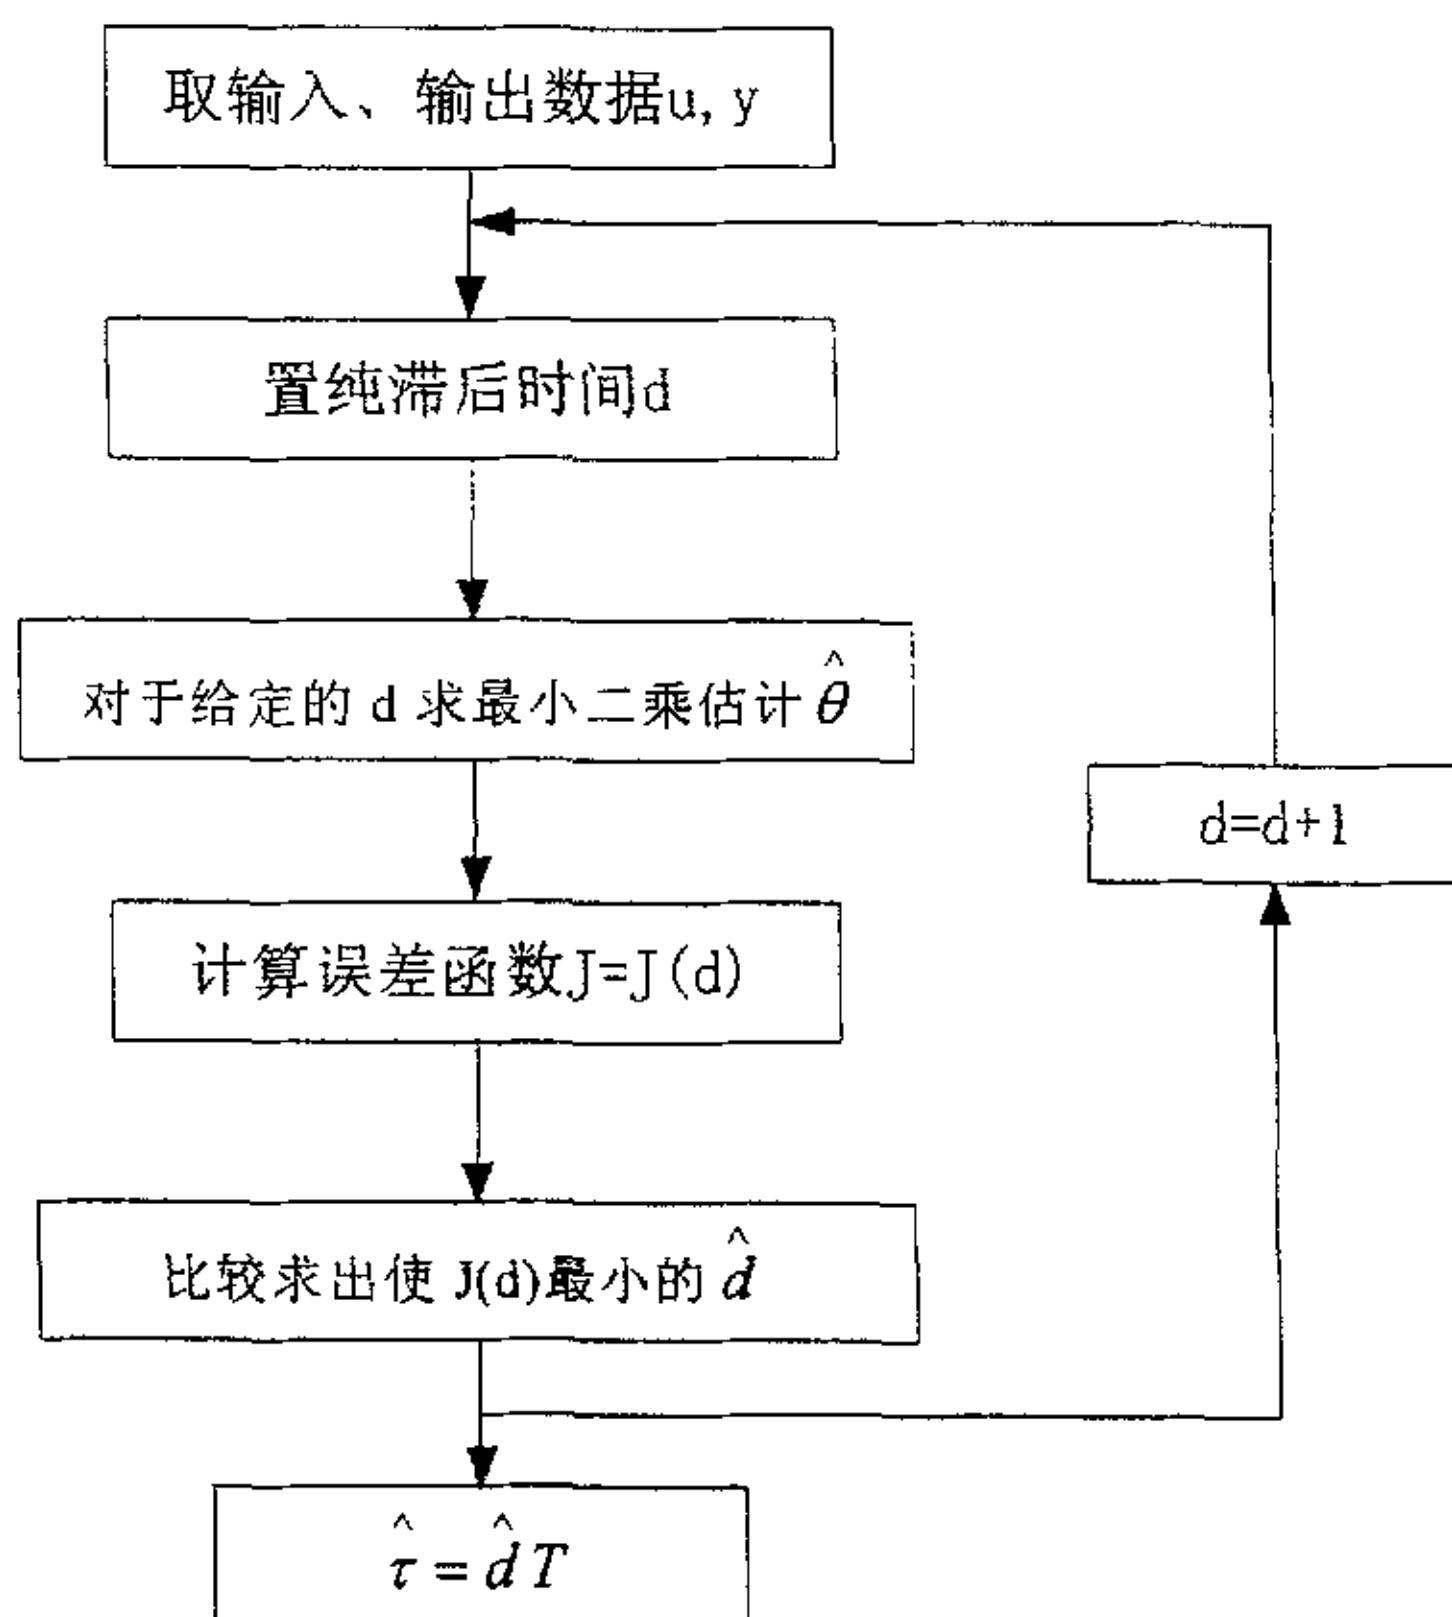 取输入、输出数据u, y
置纯滞后时间d
对于给定的 d 求最小二乘估计 θ̂
d=d+1
计算误差函数J=J(d)
比较求出使 J(d)最小的 d̂
τ̂ = d̂ T